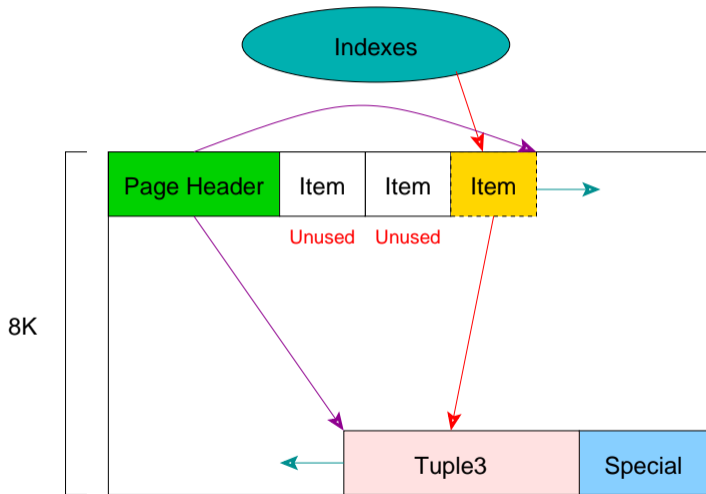 Indexes
Page Header Item Item Item
Unused Unused
8K
Tuple3 Special